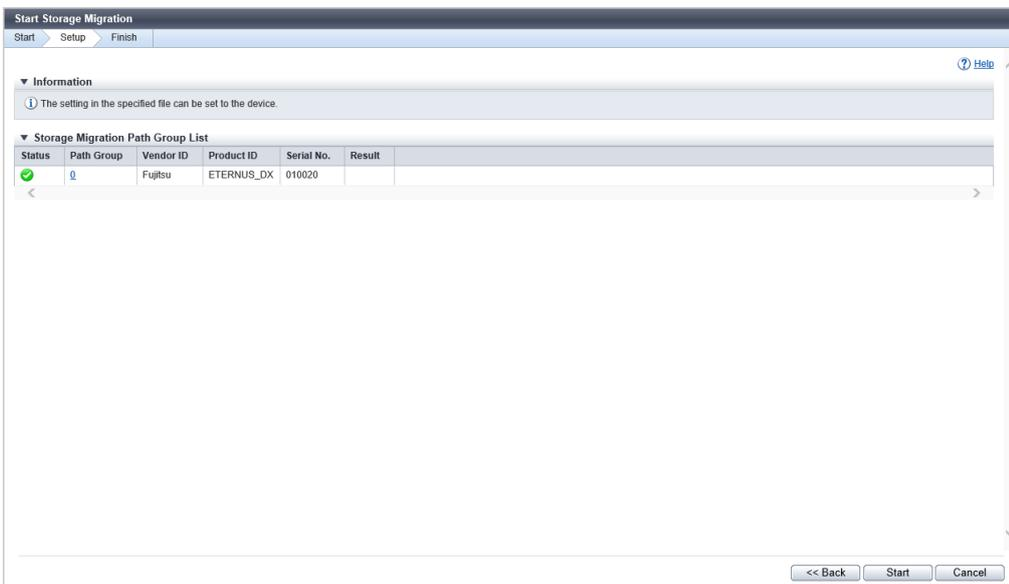 Start Storage Migration
Start Setup Finish
Help
Information
The setting in the specified file can be set to the device.
Storage Migration Path Group List
Status Path Group Vendor ID Product ID Serial No. Result
0 Fujitsu ETERNUS_DX 010020
<< Back Start Cancel